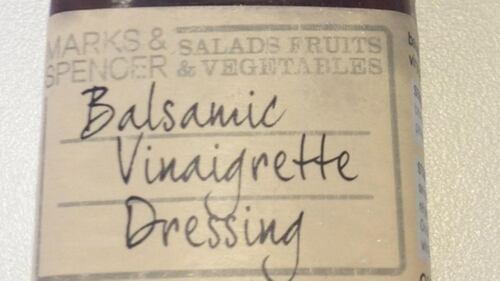 MARKS & SPENCER
SALADS FRUITS & VEGETABLES
Balsamic
Vinaigrette
Dressing